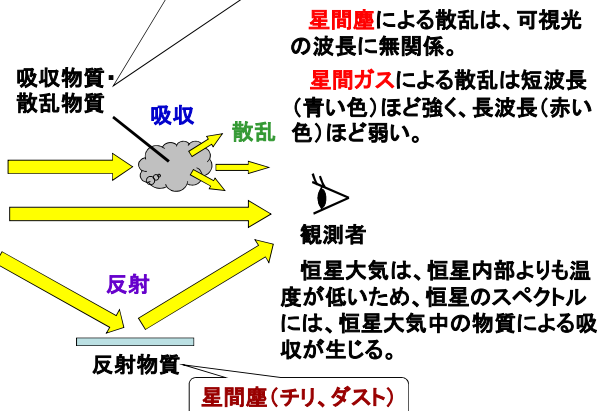 星間塵による散乱は、可視光
の波長に無関係。
星間ガスによる散乱は短波長
（青い色）ほど強く、長波長（赤い
色）ほど弱い。
吸収物質・
散乱物質
吸収
散乱
観測者
反射
恒星大気は、恒星内部よりも温
度が低いため、恒星のスペクトル
には、恒星大気中の物質による吸
収が生じる。
反射物質
星間塵（チリ、ダスト）